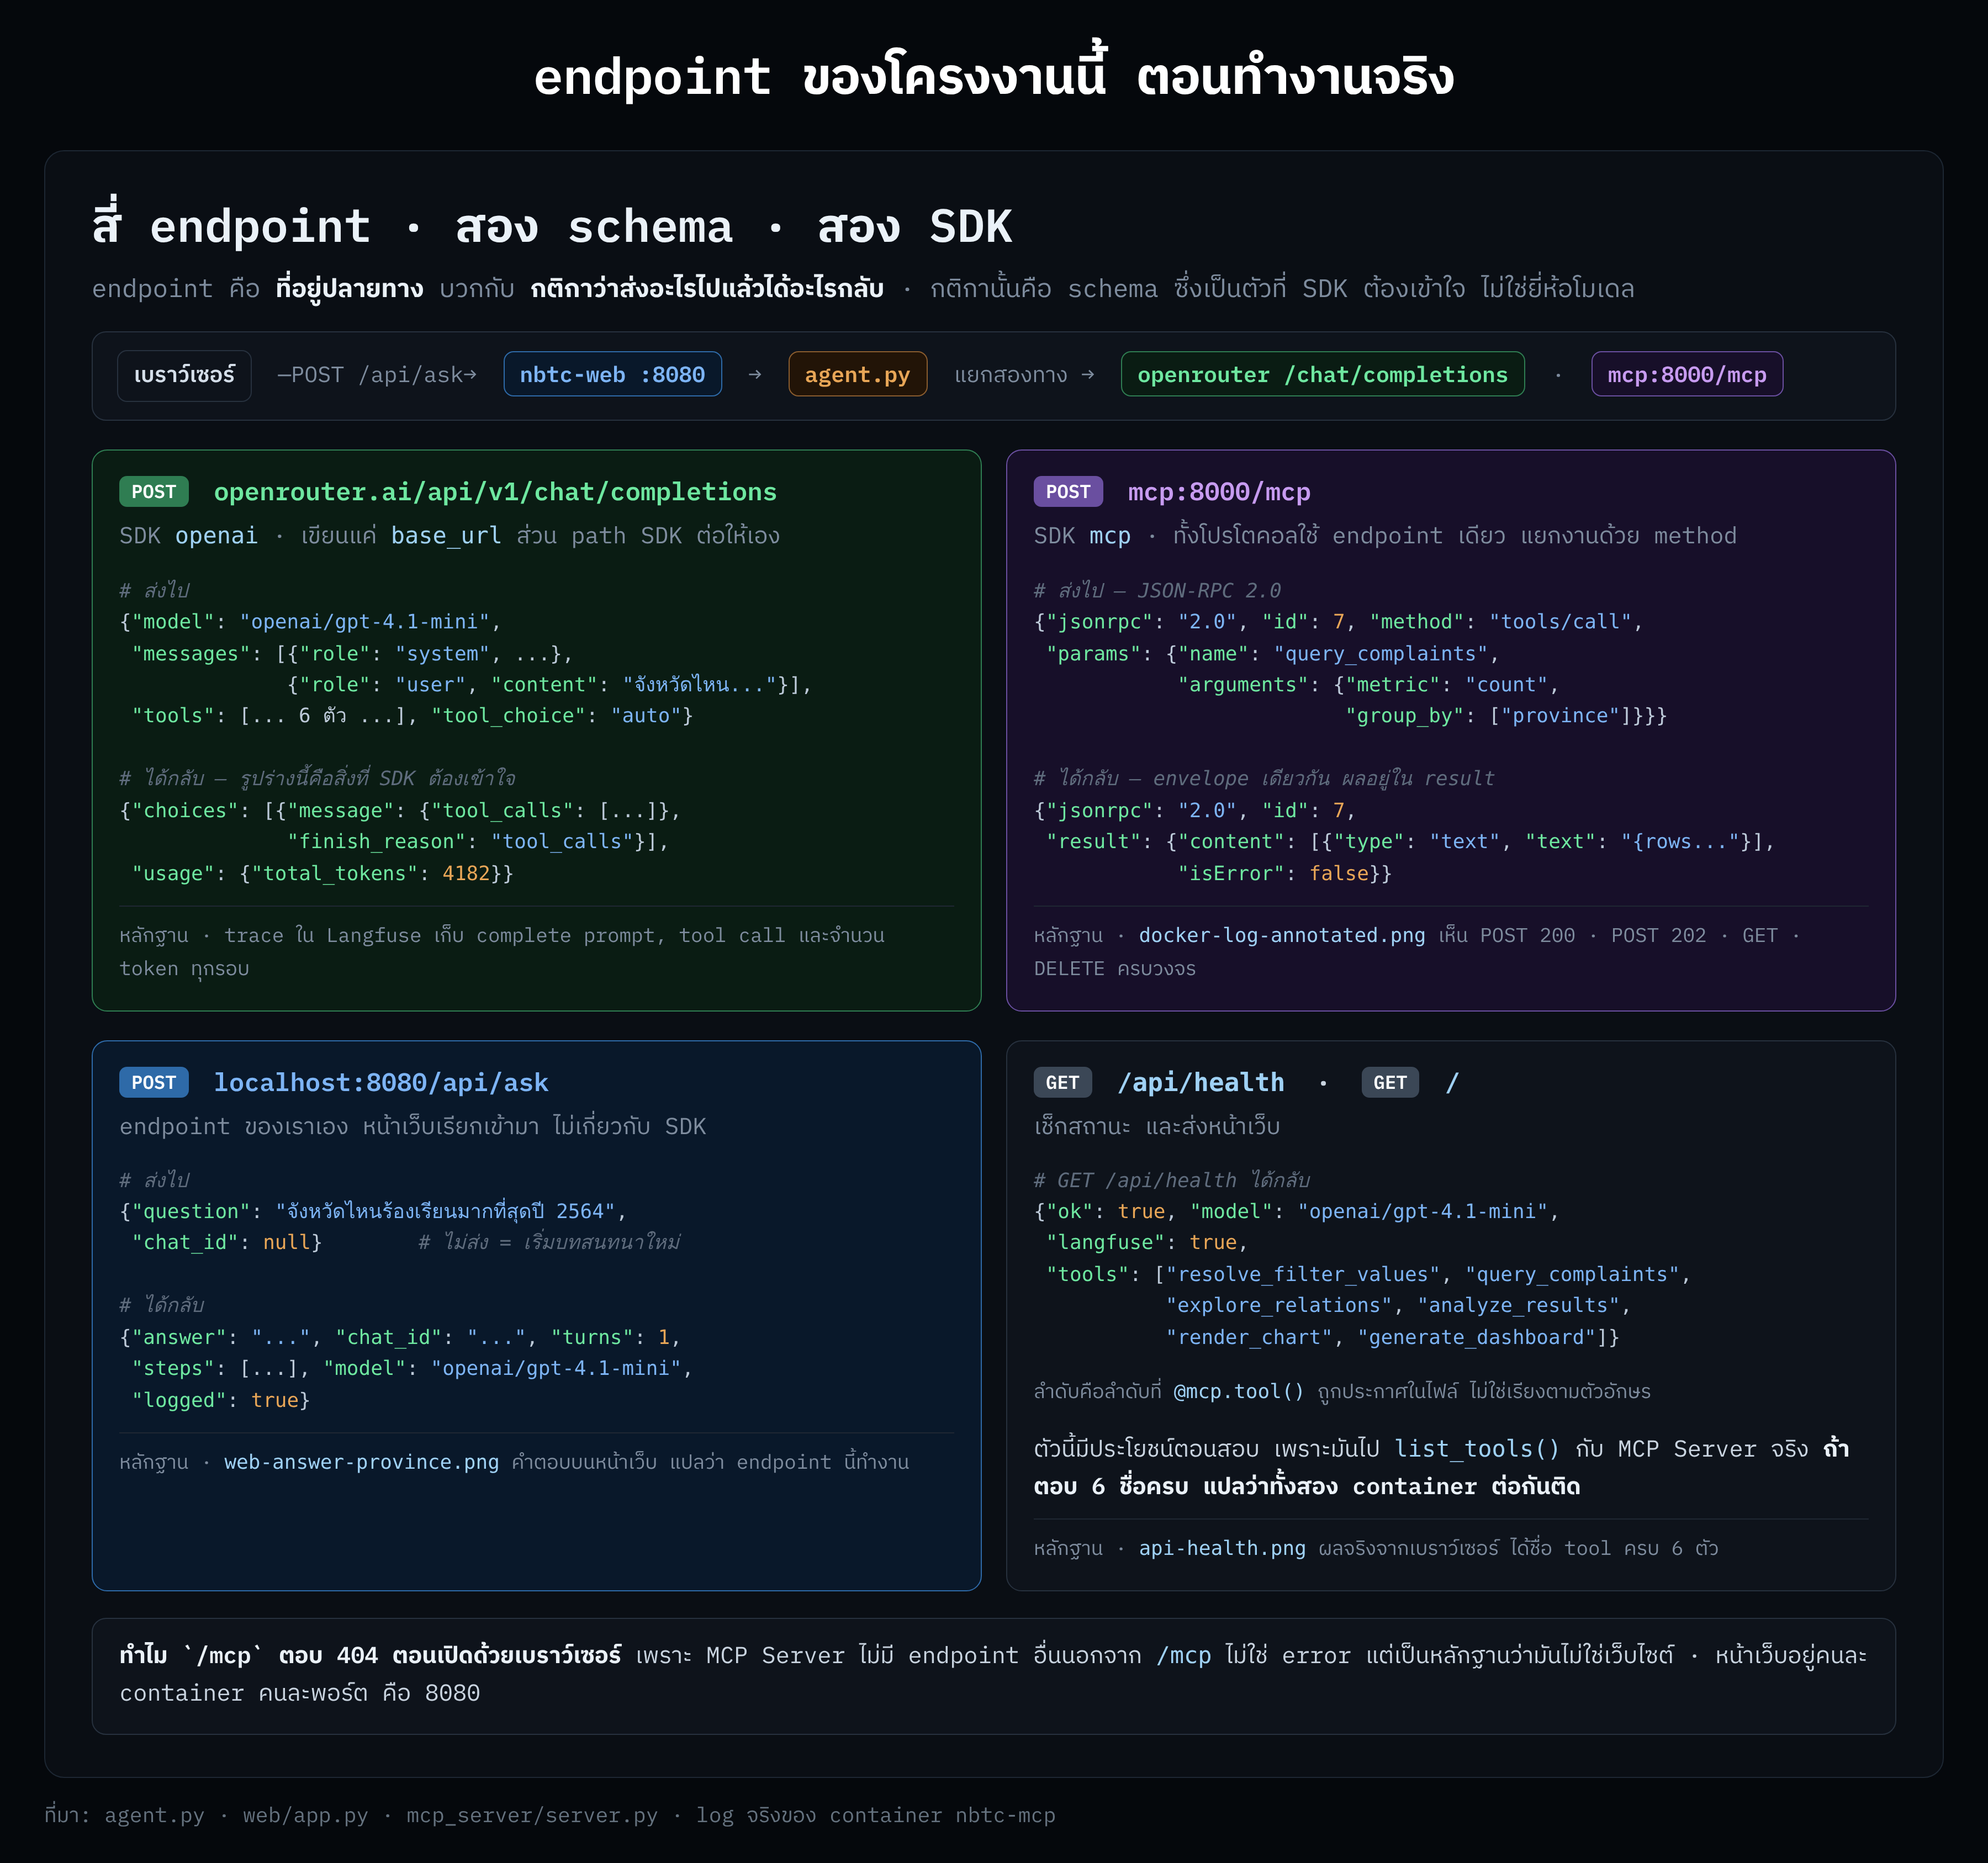 endpoint ของโครงงานนี้ ตอนทำงานจริง
สี่ endpoint · สอง schema · สอง SDK
endpoint คือ ที่อยู่ปลายทาง บวกกับ กติกาว่าส่งอะไรไปแล้วได้อะไรกลับ · กติกานั้นคือ schema ซึ่งเป็นตัวที่ SDK ต้องเข้าใจ ไม่ใช่ยี่ห้อโมเดล
เบราว์เซอร์ —POST /api/ask→ nbtc-web :8080 → agent.py แยกสองทาง → openrouter /chat/completions · mcp:8000/mcp
POST openrouter.ai/api/v1/chat/completions
SDK openai · เขียนแค่ base_url ส่วน path SDK ต่อให้เอง
# ส่งไป
{"model": "openai/gpt-4.1-mini",
"messages": [{"role": "system", ...},
{"role": "user", "content": "จังหวัดไหน..."}],
"tools": [... 6 ตัว ...], "tool_choice": "auto"}
# ได้กลับ — รูปร่างนี้คือสิ่งที่ SDK ต้องเข้าใจ
{"choices": [{"message": {"tool_calls": [...]},
"finish_reason": "tool_calls"}],
"usage": {"total_tokens": 4182}}
หลักฐาน · trace ใน Langfuse เก็บ complete prompt, tool call และจำนวน
token ทุกรอบ
POST mcp:8000/mcp
SDK mcp · ทั้งโปรโตคอลใช้ endpoint เดียว แยกงานด้วย method
# ส่งไป — JSON-RPC 2.0
{"jsonrpc": "2.0", "id": 7, "method": "tools/call",
"params": {"name": "query_complaints",
"arguments": {"metric": "count",
"group_by": ["province"]}}}
# ได้กลับ — envelope เดียวกัน ผลอยู่ใน result
{"jsonrpc": "2.0", "id": 7,
"result": {"content": [{"type": "text", "text": "{rows..."}],
"isError": false}}
หลักฐาน · docker-log-annotated.png เห็น POST 200 · POST 202 · GET ·
DELETE ครบวงจร
POST localhost:8080/api/ask
endpoint ของเราเอง หน้าเว็บเรียกเข้ามา ไม่เกี่ยวกับ SDK
# ส่งไป
{"question": "จังหวัดไหนร้องเรียนมากที่สุดปี 2564",
"chat_id": null} # ไม่ส่ง = เริ่มบทสนทนาใหม่
# ได้กลับ
{"answer": "...", "chat_id": "...", "turns": 1,
"steps": [...], "model": "openai/gpt-4.1-mini",
"logged": true}
หลักฐาน · web-answer-province.png คำตอบบนหน้าเว็บ แปลว่า endpoint นี้ทำงาน
GET /api/health · GET /
เช็กสถานะ และส่งหน้าเว็บ
# GET /api/health ได้กลับ
{"ok": true, "model": "openai/gpt-4.1-mini",
"langfuse": true,
"tools": ["resolve_filter_values", "query_complaints",
"explore_relations", "analyze_results",
"render_chart", "generate_dashboard"]}
ลำดับคือลำดับที่ @mcp.tool() ถูกประกาศในไฟล์ ไม่ใช่เรียงตามตัวอักษร
ตัวนี้มีประโยชน์ตอนสอบ เพราะมันไป list_tools() กับ MCP Server จริง ถ้า
ตอบ 6 ชื่อครบ แปลว่าทั้งสอง container ต่อกันติด
หลักฐาน · api-health.png ผลจริงจากเบราว์เซอร์ ได้ชื่อ tool ครบ 6 ตัว
ทำไม `/mcp` ตอบ 404 ตอนเปิดด้วยเบราว์เซอร์ เพราะ MCP Server ไม่มี endpoint อื่นนอกจาก /mcp ไม่ใช่ error แต่เป็นหลักฐานว่ามันไม่ใช่เว็บไซต์ · หน้าเว็บอยู่คนละ
container คนละพอร์ต คือ 8080
ที่มา: agent.py · web/app.py · mcp_server/server.py · log จริงของ container nbtc-mcp